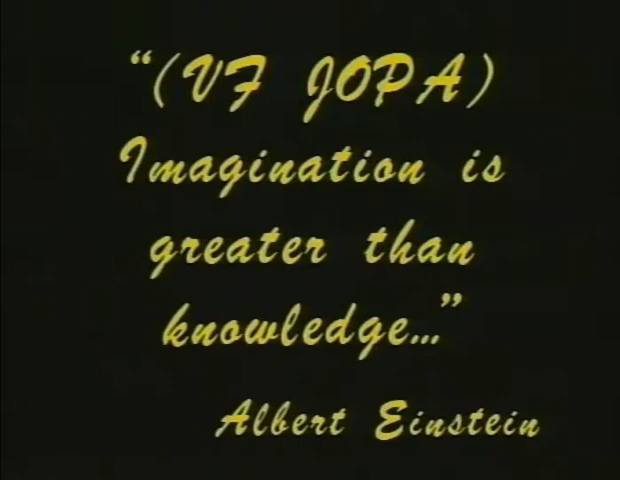 “(VF JOPA)
Imagination is
greater than
knowledge...”
Albert Einstein